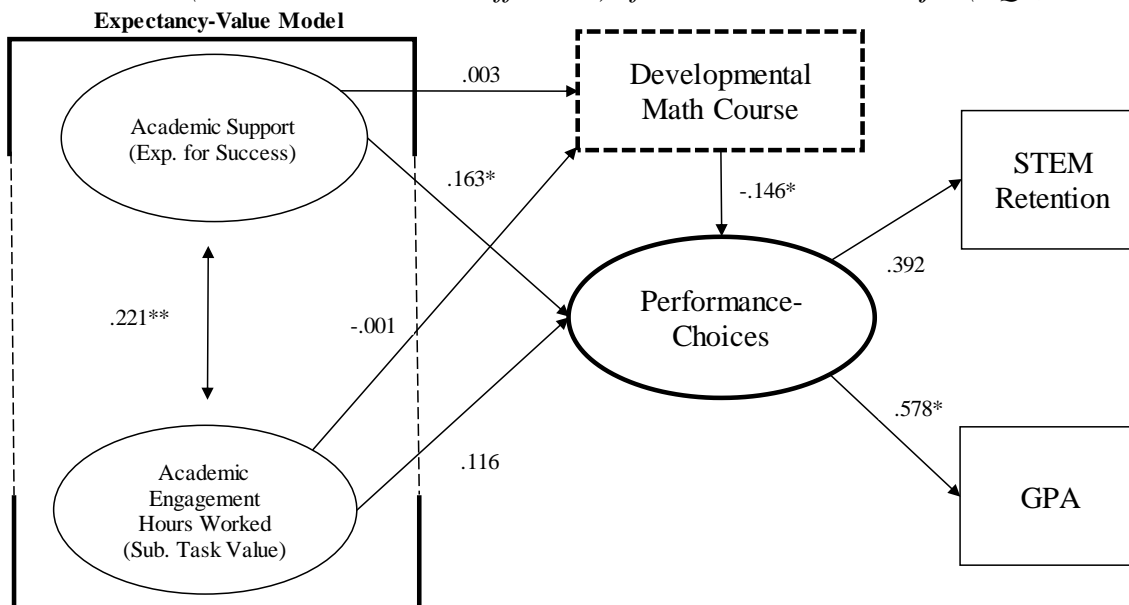 Expectancy-Value Model
.003
Developmental
Math Course
Academic Support
(Exp. for Success)
.163*
-.146*
STEM
Retention
.392
Performance-
Choices
.221**
-.001
.578*
.116
Academic
Engagement
Hours Worked
(Sub. Task Value)
GPA